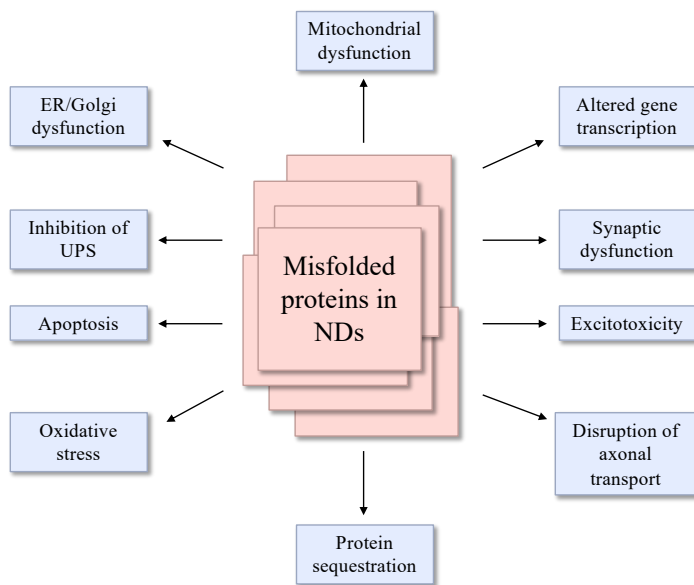 Mitochondrial
dysfunction
ER/Golgi
dysfunction
Altered gene
transcription
Inhibition of
UPS
Misfolded
proteins in
NDs
Synaptic
dysfunction
Apoptosis
Excitotoxicity
Oxidative
stress
Disruption of
axonal
transport
Protein
sequestration